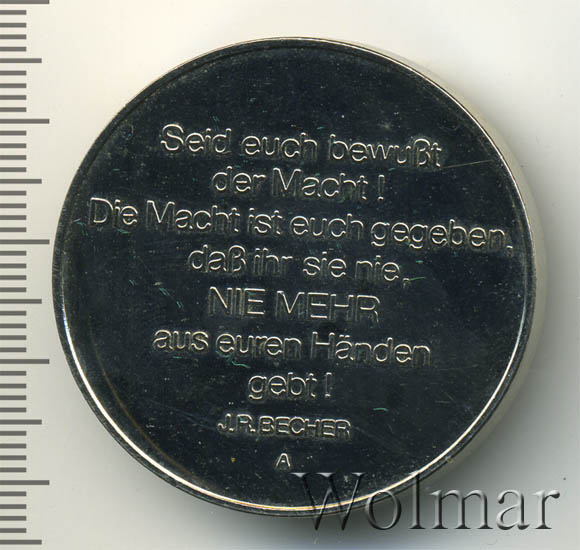 Seid euch bewußt
der Macht!
Die Macht ist euch gegeben,
daß ihr sie nie,
NIE MEHR
aus euren Händen
gebt!
J.R.BECHER
A
Wolmar